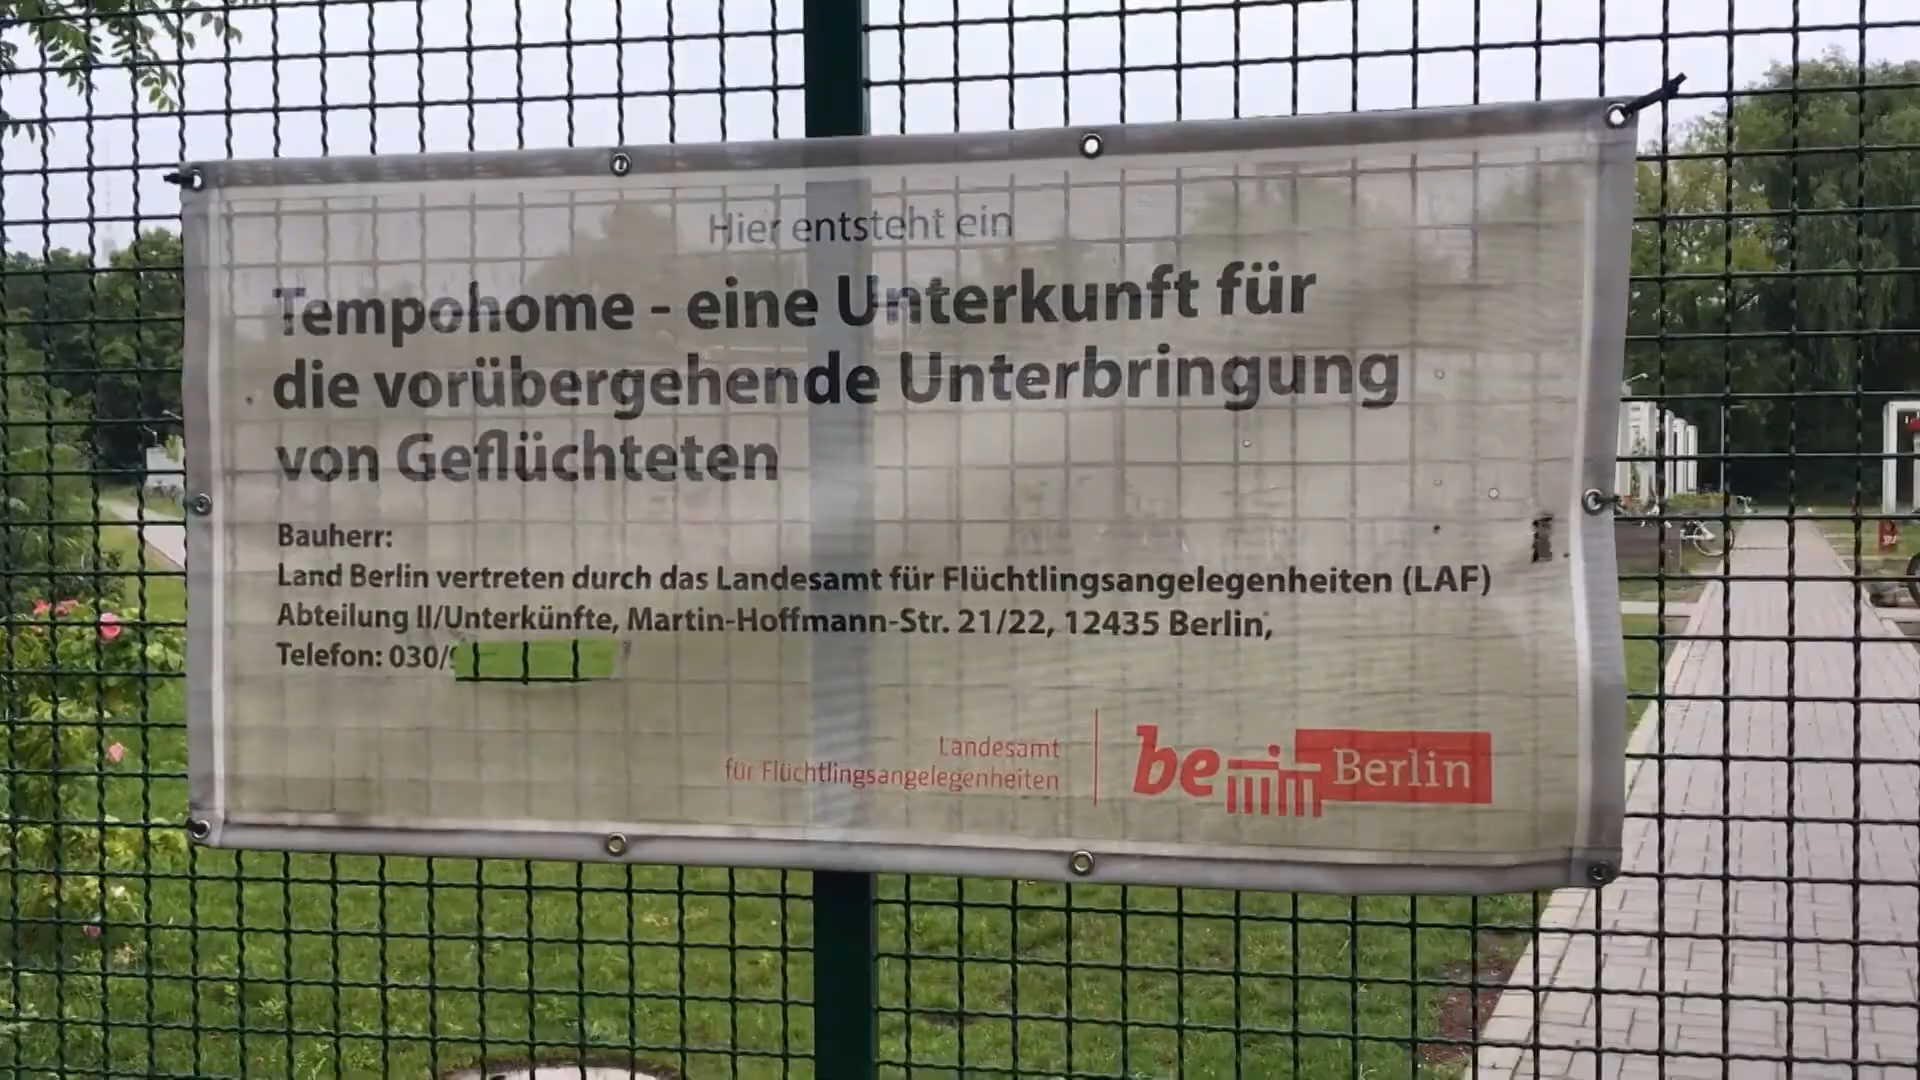 Hier entsteht ein
Tempohome - eine Unterkunft für
die vorübergehende Unterbringung
von Geflüchteten
Bauherr:
Land Berlin vertreten durch das Landesamt für Flüchtlingsangelegenheiten (LAF)
Abteilung II/Unterkünfte, Martin-Hoffmann-Str. 21/22, 12435 Berlin,
Telefon: 030/
Landesamt
für Flüchtlingsangelegenheiten
be Berlin